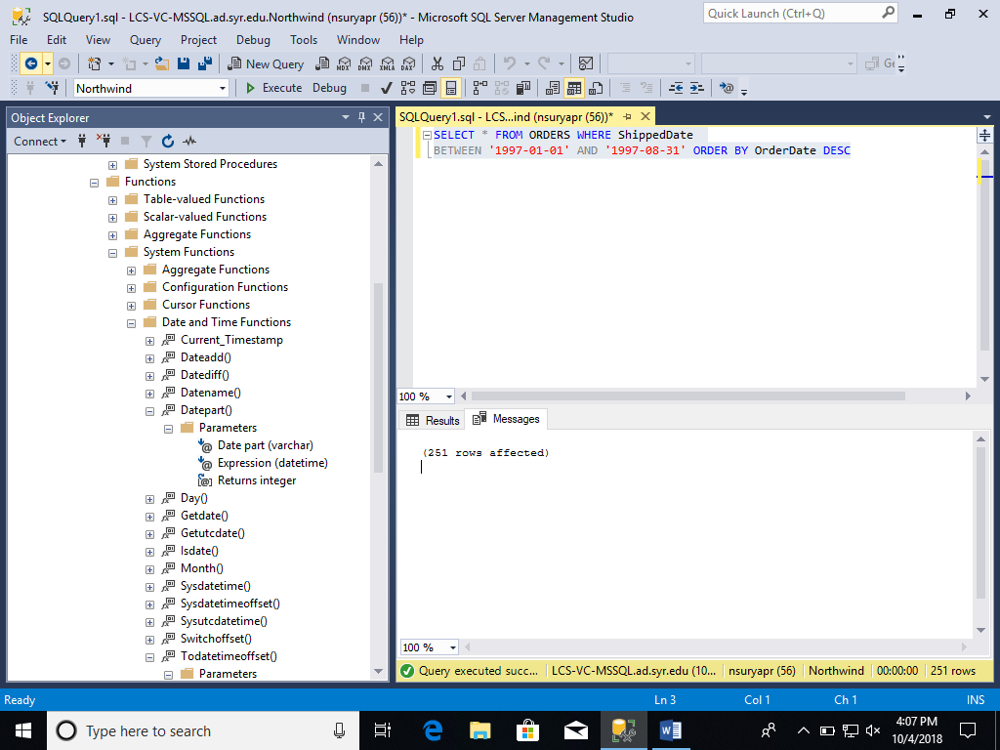 SQLQuery1.sql - LCS-VC-MSSQL.ad.syr.edu.Northwind (nsuryapr (56))* - Microsoft SQL Server Management Studio
Quick Launch (Ctrl+Q)
File Edit View Query Project Debug Tools Window Help
New Query MDX DMX XMLA DAX
Northwind Execute Debug
Object Explorer
Connect
System Stored Procedures
Functions
Table-valued Functions
Scalar-valued Functions
Aggregate Functions
System Functions
Aggregate Functions
Configuration Functions
Cursor Functions
Date and Time Functions
Current_Timestamp
Dateadd()
Datediff()
Datename()
Datepart()
Parameters
Date part (varchar)
Expression (datetime)
Returns integer
Day()
Getdate()
Getutcdate()
Isdate()
Month()
Sysdatetime()
Sysdatetimeoffset()
Sysutcdatetime()
Switchoffset()
Todatetimeoffset()
Parameters
SQLQuery1.sql - LCS...ind (nsuryapr (56))*
SELECT * FROM ORDERS WHERE ShippedDate
BETWEEN '1997-01-01' AND '1997-08-31' ORDER BY OrderDate DESC
100 %
Results Messages
(251 rows affected)
100 %
Query executed succ... LCS-VC-MSSQL.ad.syr.edu (10... nsuryapr (56) Northwind 00:00:00 251 rows
Ready Ln 3 Col 1 Ch 1 INS
Type here to search
4:07 PM
10/4/2018